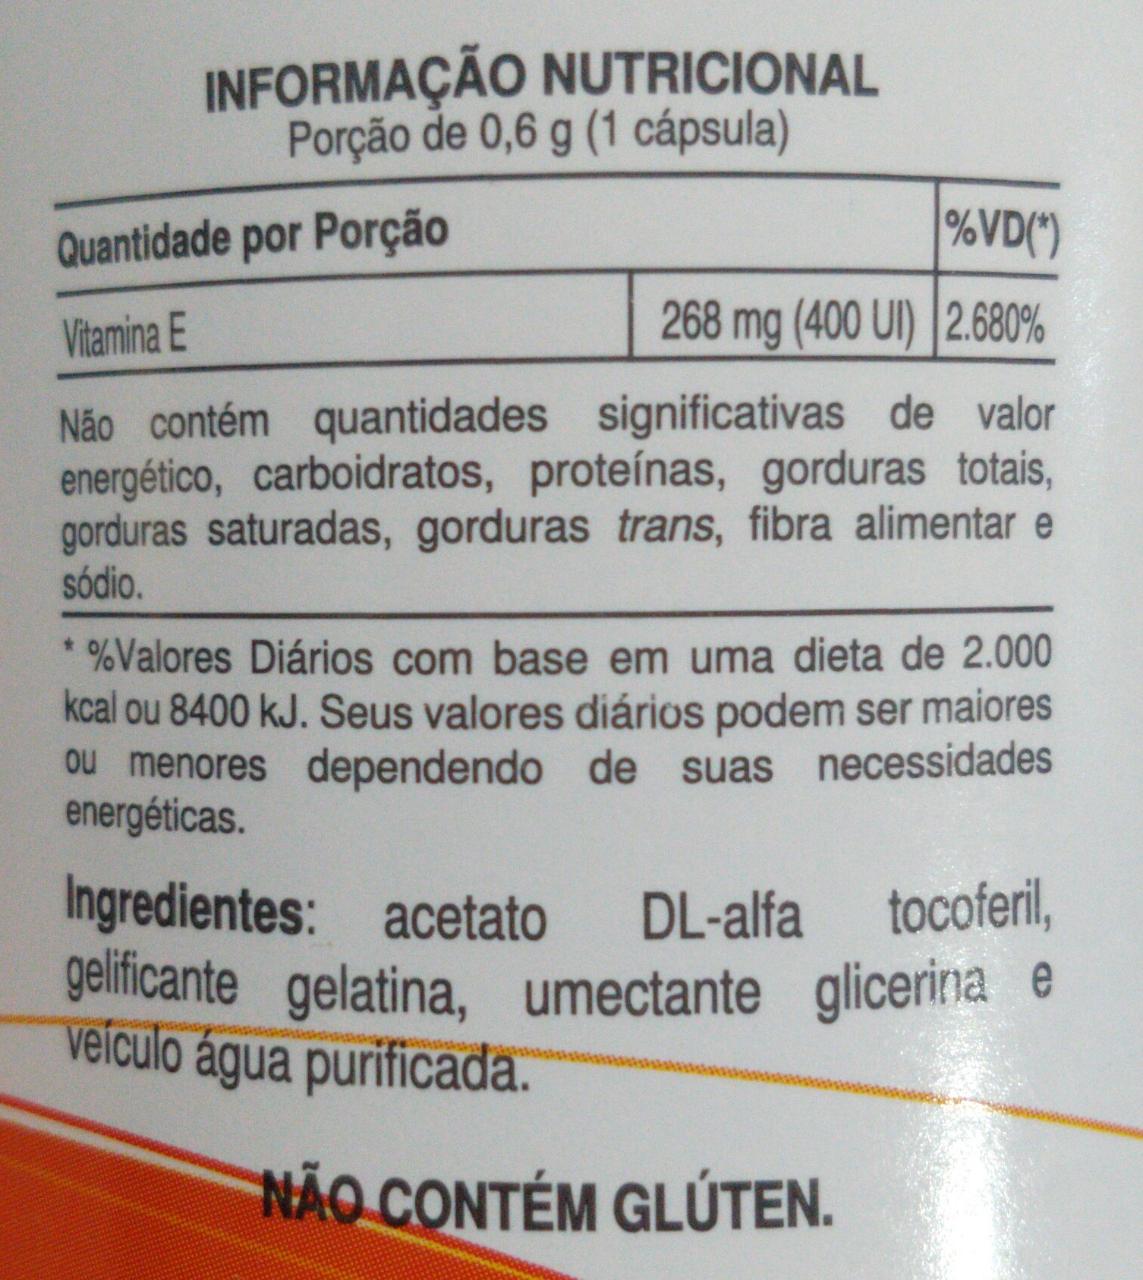 INFORMAÇÃO NUTRICIONAL
Porção de 0,6 g (1 cápsula)
Quantidade por Porção %VD(*)
Vitamina E 268 mg (400 UI) 2.680%
Não contém quantidades significativas de valor
energético, carboidratos, proteínas, gorduras totais,
gorduras saturadas, gorduras trans, fibra alimentar e
sódio.
* %Valores Diários com base em uma dieta de 2.000
kcal ou 8400 kJ. Seus valores diários podem ser maiores
ou menores dependendo de suas necessidades
energéticas.
Ingredientes: acetato DL-alfa tocoferil,
gelificante gelatina, umectante glicerina e
veículo água purificada.
NÃO CONTÉM GLÚTEN.